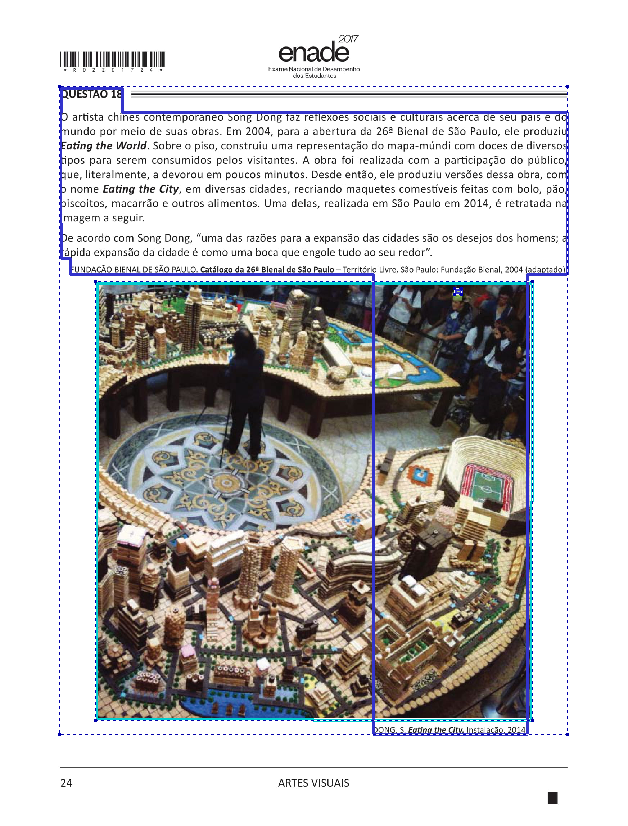 2017
enade
Exame Nacional de Desempenho
dos Estudantes
*R0226172 4*
QUESTÃO 18
O artista chinês contemporâneo Song Dong faz reflexões sociais e culturais acerca de seu país e do
mundo por meio de suas obras. Em 2004, para a abertura da 26ª Bienal de São Paulo, ele produziu
Eating the World. Sobre o piso, construiu uma representação do mapa-múndi com doces de diversos
tipos para serem consumidos pelos visitantes. A obra foi realizada com a participação do público,
que, literalmente, a devorou em poucos minutos. Desde então, ele produziu versões dessa obra, com
o nome Eating the City, em diversas cidades, recriando maquetes comestíveis feitas com bolo, pão,
biscoitos, macarrão e outros alimentos. Uma delas, realizada em São Paulo em 2014, é retratada na
imagem a seguir.
De acordo com Song Dong, “uma das razões para a expansão das cidades são os desejos dos homens; a
rápida expansão da cidade é como uma boca que engole tudo ao seu redor”.
FUNDAÇÃO BIENAL DE SÃO PAULO. Catálogo da 26ª Bienal de São Paulo – Território Livre. São Paulo: Fundação Bienal, 2004 (adaptado).
DONG, S. Eating the City. Instalação, 2014.
24
ARTES VISUAIS